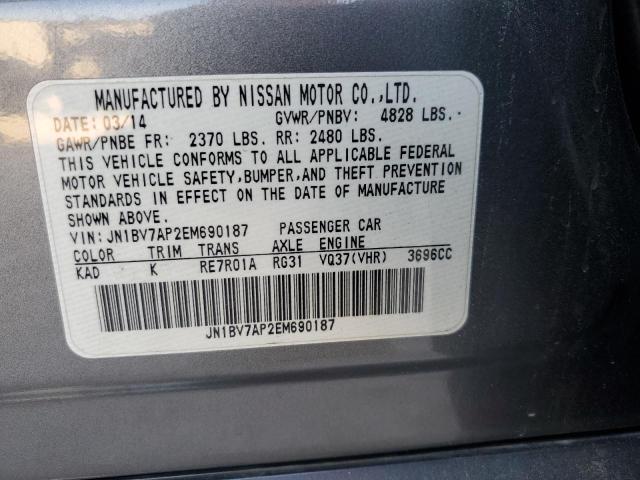 MANUFACTURED BY NISSAN MOTOR CO.,LTD.
DATE: 03/14 GVWR/PNBV: 4828 LBS.
GAWR/PNBE FR: 2370 LBS. RR: 2480 LBS.
THIS VEHICLE CONFORMS TO ALL APPLICABLE FEDERAL
MOTOR VEHICLE SAFETY,BUMPER,AND THEFT PREVENTION
STANDARDS IN EFFECT ON THE DATE OF MANUFACTURE
SHOWN ABOVE.
VIN: JN1BV7AP2EM690187 PASSENGER CAR
COLOR TRIM TRANS AXLE ENGINE
KAD K RE7R01A RG31 VQ37(VHR) 3696CC
JN1BV7AP2EM690187